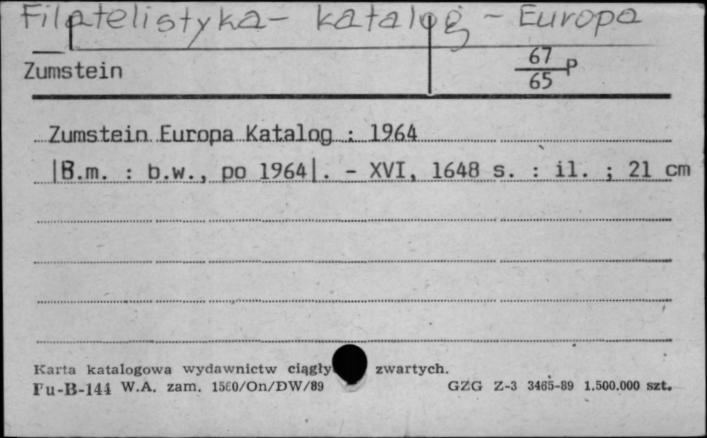 Filatelistyka - katalog - Europa
Zumstein
67
65 P
Zumstein Europa Katalog : 1964
|B.m. : b.w., po 1964|. - XVI, 1648 s. : il. ; 21 cm
Karta katalogowa wydawnictw ciągły zwartych.
Pu-B-144 W.A. zam. 1560/On/DW/89 GZG Z-3 3465-89 1.500.000 szt.